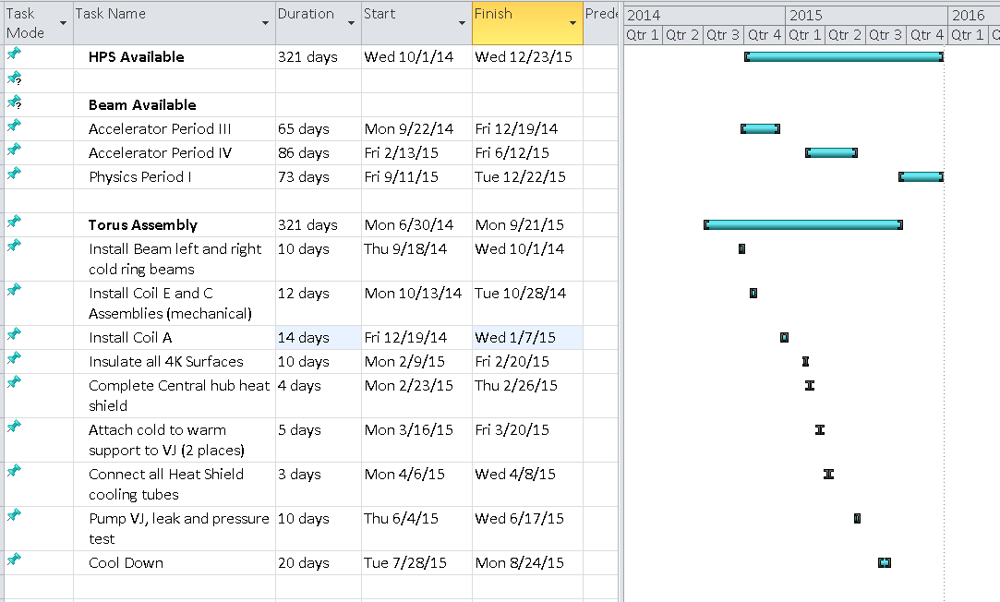 Task Mode Task Name Duration Start Finish Prede 2014 2015 2016
Qtr 1 Qtr 2 Qtr 3 Qtr 4 Qtr 1 Qtr 2 Qtr 3 Qtr 4 Qtr 1 Q
HPS Available 321 days Wed 10/1/14 Wed 12/23/15
?
?
Beam Available
Accelerator Period III 65 days Mon 9/22/14 Fri 12/19/14
Accelerator Period IV 86 days Fri 2/13/15 Fri 6/12/15
Physics Period I 73 days Fri 9/11/15 Tue 12/22/15
Torus Assembly 321 days Mon 6/30/14 Mon 9/21/15
Install Beam left and right 10 days Thu 9/18/14 Wed 10/1/14
cold ring beams
Install Coil E and C 12 days Mon 10/13/14 Tue 10/28/14
Assemblies (mechanical)
Install Coil A 14 days Fri 12/19/14 Wed 1/7/15
Insulate all 4K Surfaces 10 days Mon 2/9/15 Fri 2/20/15
Complete Central hub heat 4 days Mon 2/23/15 Thu 2/26/15
shield
Attach cold to warm 5 days Mon 3/16/15 Fri 3/20/15
support to VJ (2 places)
Connect all Heat Shield 3 days Mon 4/6/15 Wed 4/8/15
cooling tubes
Pump VJ, leak and pressure 10 days Thu 6/4/15 Wed 6/17/15
test
Cool Down 20 days Tue 7/28/15 Mon 8/24/15